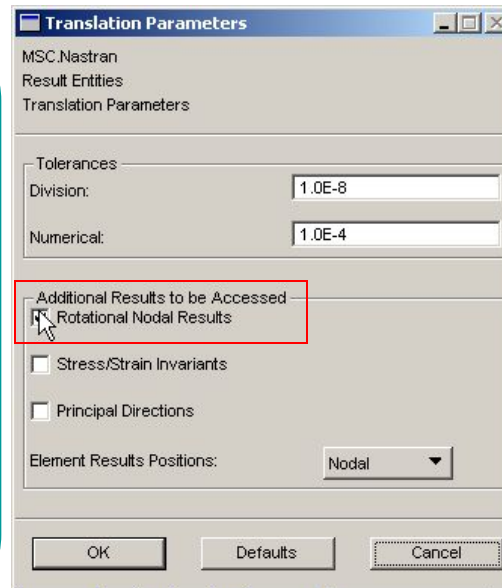 Translation Parameters
MSC.Nastran
Result Entities
Translation Parameters
Tolerances
Division: 1.0E-8
Numerical: 1.0E-4
Additional Results to be Accessed
Rotational Nodal Results
Stress/Strain Invariants
Principal Directions
Element Results Positions: Nodal
OK Defaults Cancel